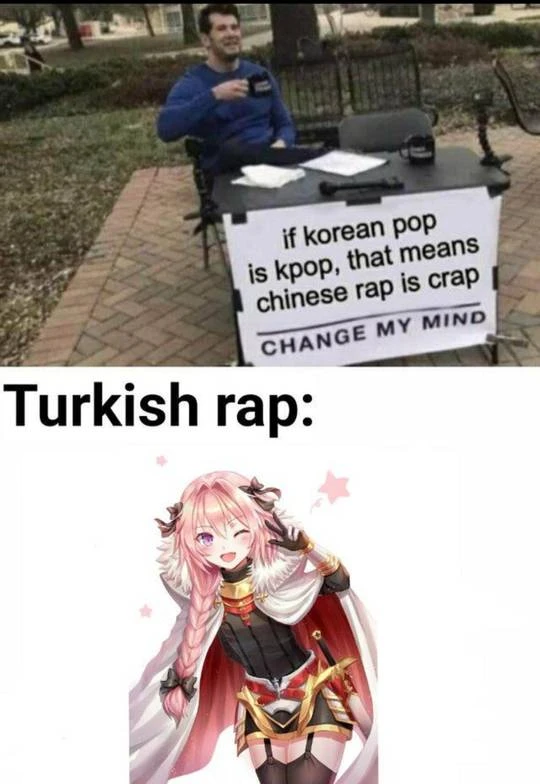 if korean pop
is kpop, that means
chinese rap is crap
CHANGE MY MIND
Turkish rap: